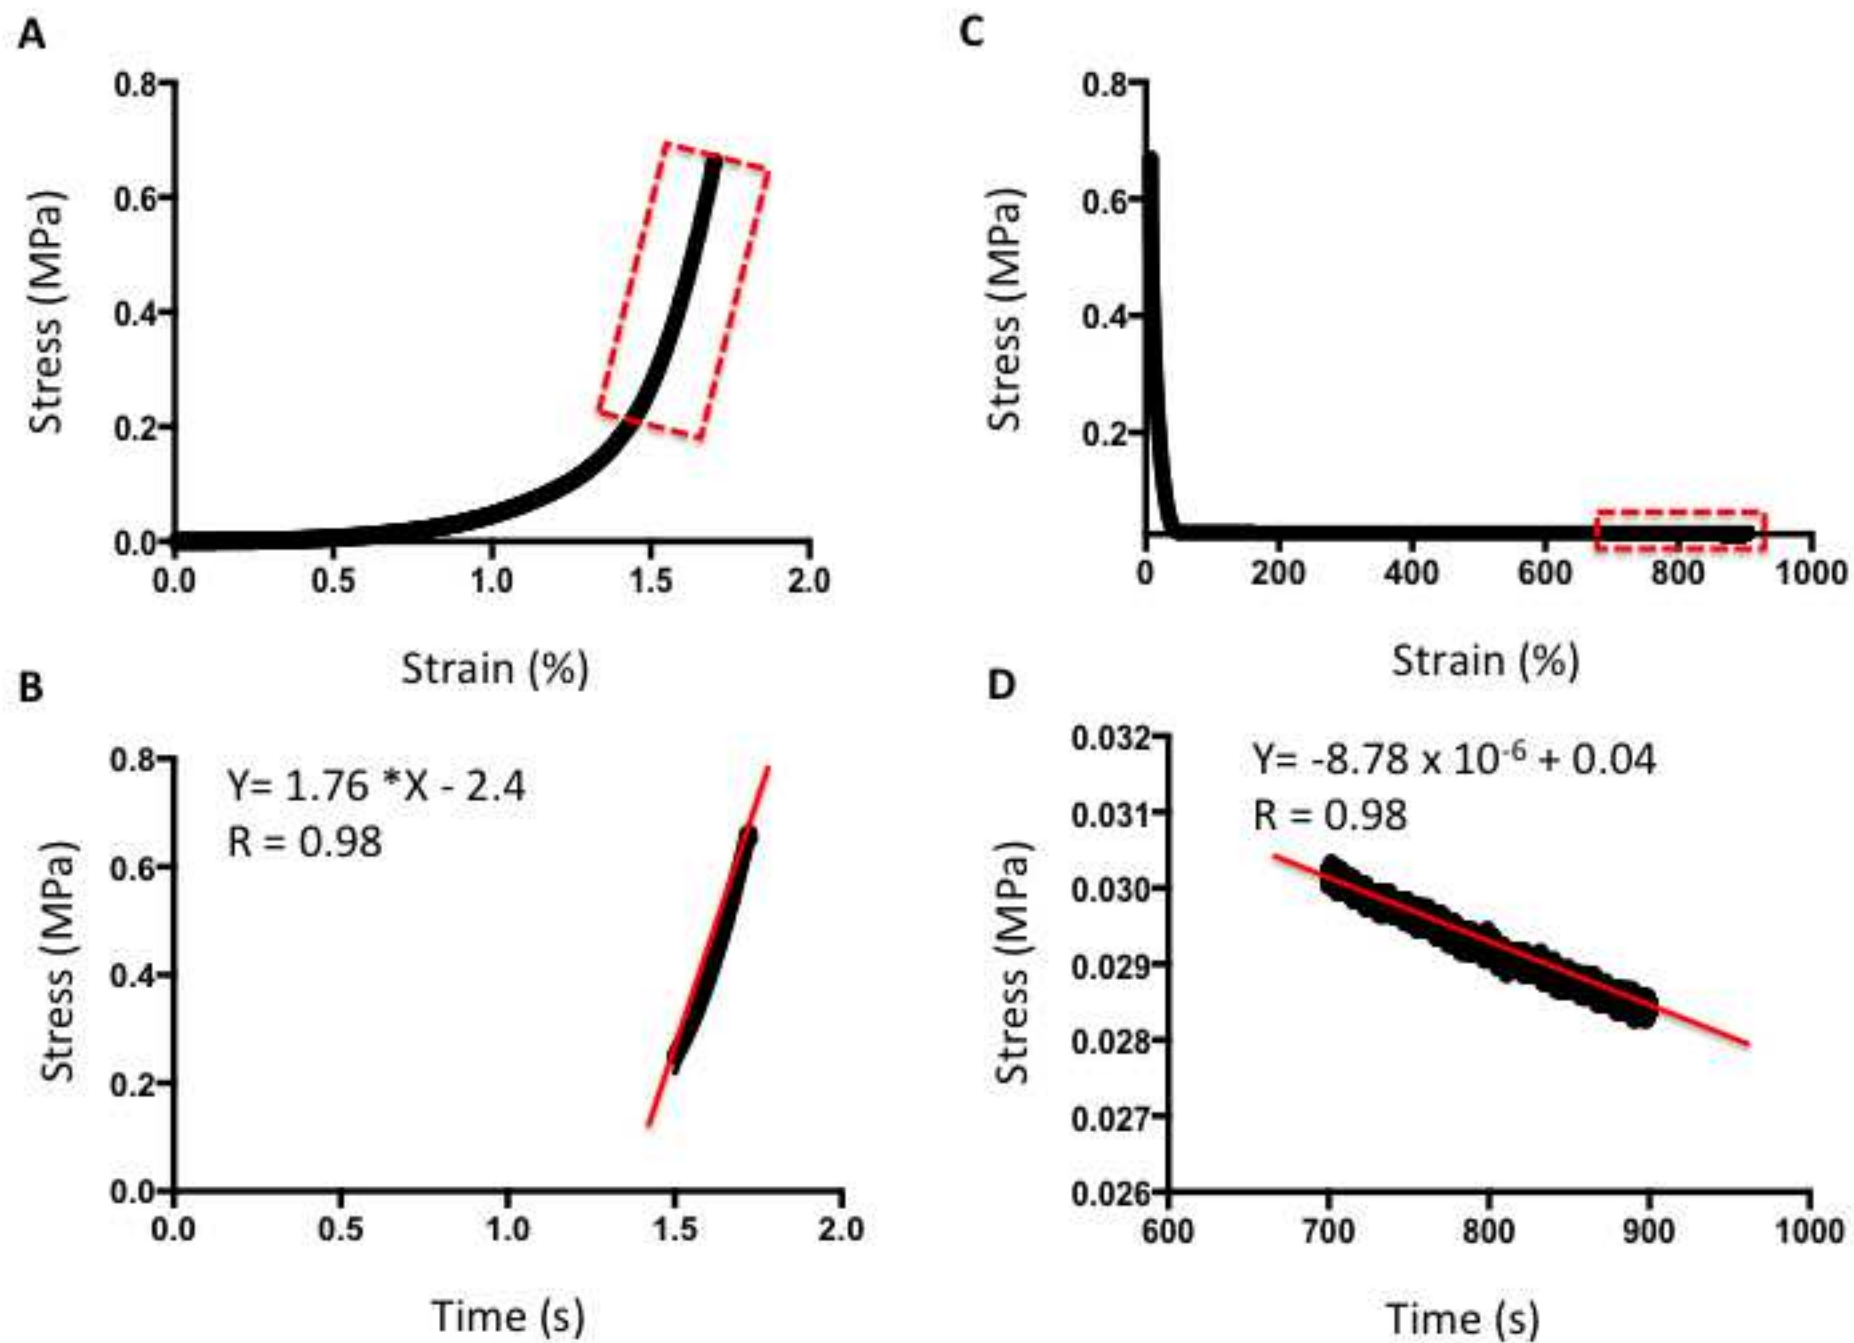 A
Stress (MPa)
0.8
0.6
0.4
0.2
0.0
0.0 0.5 1.0 1.5 2.0
Strain (%)
C
Stress (MPa)
0.8
0.6
0.4
0.2
0 200 400 600 800 1000
Strain (%)
B
Stress (MPa)
0.8
0.6
0.4
0.2
0.0
Y= 1.76 *X - 2.4
R = 0.98
0.0 0.5 1.0 1.5 2.0
Time (s)
D
Stress (MPa)
0.032
0.031
0.030
0.029
0.028
0.027
0.026
Y= -8.78 x 10⁻⁶ + 0.04
R = 0.98
600 700 800 900 1000
Time (s)